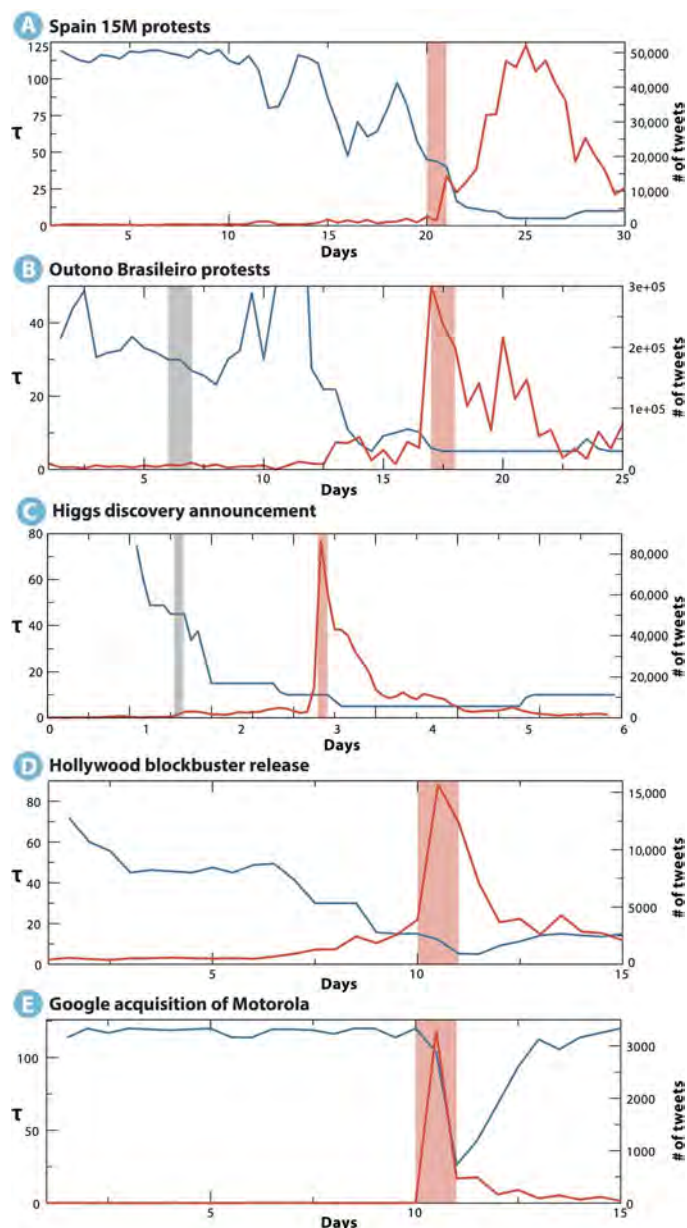 A Spain 15M protests
125
100
75
50
25
0
τ
50,000
40,000
30,000
20,000
10,000
0
# of tweets
5 10 15 20 25 30
Days
B Outono Brasileiro protests
40
20
0
τ
3e+05
2e+05
1e+05
0
# of tweets
5 10 15 20 25
Days
C Higgs discovery announcement
80
60
40
20
0
τ
80,000
60,000
40,000
20,000
0
# of tweets
0 1 2 3 4 5 6
Days
D Hollywood blockbuster release
80
60
40
20
0
τ
15,000
10,000
5000
0
# of tweets
5 10 15
Days
E Google acquisition of Motorola
100
50
0
τ
3000
2000
1000
0
# of tweets
5 10 15
Days